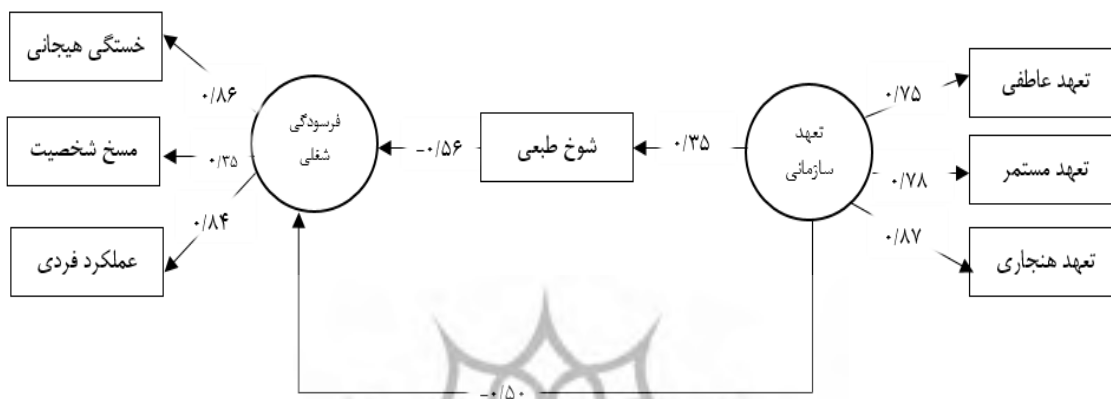 تعهد عاطفی
۰/۷۵
تعهد مستمر
۰/۷۸
تعهد هنجاری
۰/۸۷
تعهد
سازمانی
۰/۳۵
شوخ طبعی
-۰/۵۶
فرسودگی
شغلی
-۰/۵۰
خستگی هیجانی
۰/۸۶
مسخ شخصیت
۰/۳۵
عملکرد فردی
۰/۸۴